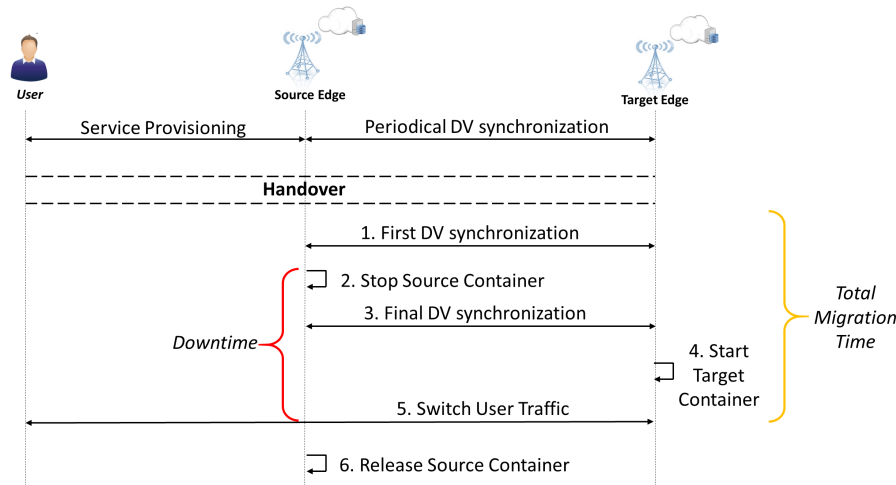 User
Source Edge
Target Edge
Service Provisioning
Periodical DV synchronization
Handover
1. First DV synchronization
2. Stop Source Container
3. Final DV synchronization
Downtime
4. Start
Target
Container
Total
Migration
Time
5. Switch User Traffic
6. Release Source Container